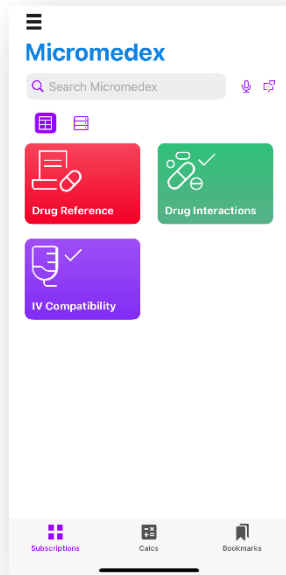 Micromedex
Search Micromedex
Drug Reference
Drug Interactions
IV Compatibility
Subscriptions
Calcs
Bookmarks